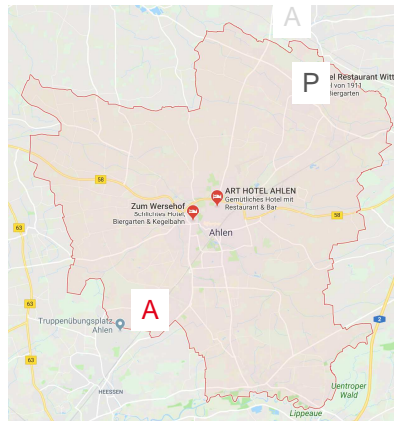 A
P
el Restaurant Witt
l von 1911
Biergarten
58
ART HOTEL AHLEN
Gemütliches Hotel mit
Restaurant & Bar
Zum Wersehof
Schlichtes Hotel,
Biergarten & Kegelbahn
58
63
Ahlen
A
Truppenübungsplatz
Ahlen
63
58
2
HEESSEN
Uentroper
Wald
Lippeaue